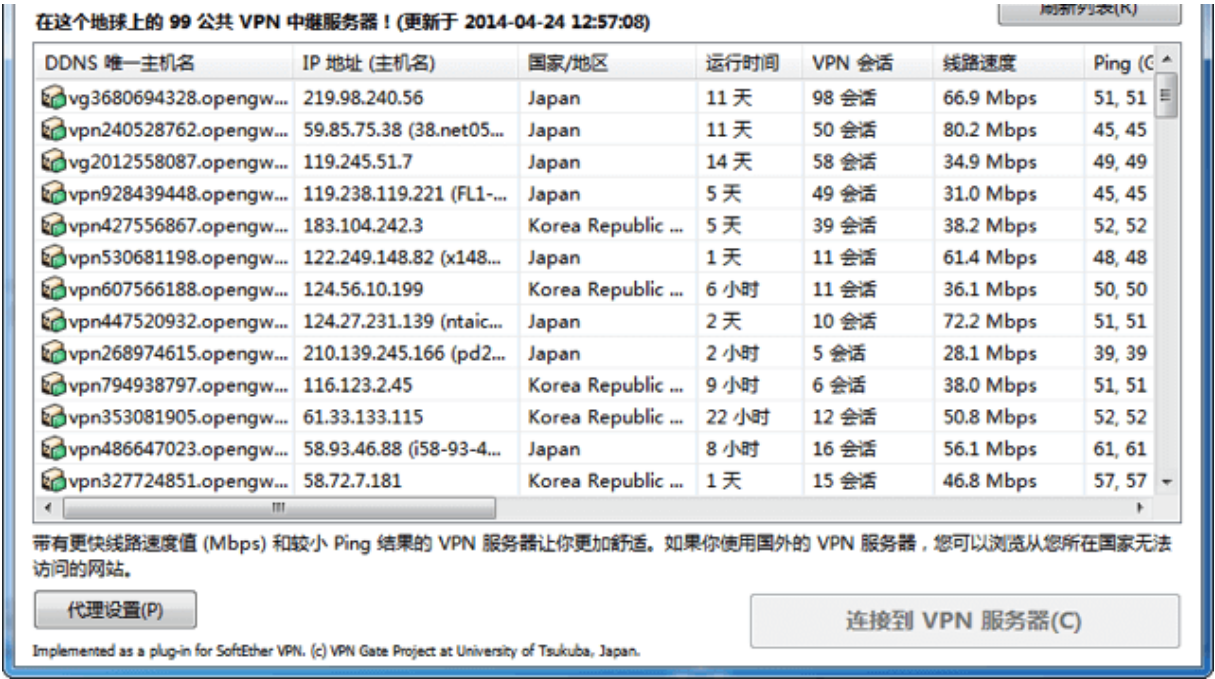 在这个地球上的 99 公共 VPN 中继服务器！(更新于 2014-04-24 12:57:08)
刷新列表(R)
DDNS 唯一主机名 IP 地址 (主机名) 国家/地区 运行时间 VPN 会话 线路速度 Ping (G
vg3680694328.opengw... 219.98.240.56 Japan 11 天 98 会话 66.9 Mbps 51, 51
vpn240528762.opengw... 59.85.75.38 (38.net05... Japan 11 天 50 会话 80.2 Mbps 45, 45
vg2012558087.opengw... 119.245.51.7 Japan 14 天 58 会话 34.9 Mbps 49, 49
vpn928439448.opengw... 119.238.119.221 (FL1-... Japan 5 天 49 会话 31.0 Mbps 45, 45
vpn427556867.opengw... 183.104.242.3 Korea Republic ... 5 天 39 会话 38.2 Mbps 52, 52
vpn530681198.opengw... 122.249.148.82 (x148... Japan 1 天 11 会话 61.4 Mbps 48, 48
vpn607566188.opengw... 124.56.10.199 Korea Republic ... 6 小时 11 会话 36.1 Mbps 50, 50
vpn447520932.opengw... 124.27.231.139 (ntaic... Japan 2 天 10 会话 72.2 Mbps 51, 51
vpn268974615.opengw... 210.139.245.166 (pd2... Japan 2 小时 5 会话 28.1 Mbps 39, 39
vpn794938797.opengw... 116.123.2.45 Korea Republic ... 9 小时 6 会话 38.0 Mbps 51, 51
vpn353081905.opengw... 61.33.133.115 Korea Republic ... 22 小时 12 会话 50.8 Mbps 52, 52
vpn486647023.opengw... 58.93.46.88 (i58-93-4... Japan 8 小时 16 会话 56.1 Mbps 61, 61
vpn327724851.opengw... 58.72.7.181 Korea Republic ... 1 天 15 会话 46.8 Mbps 57, 57
带有更快线路速度值 (Mbps) 和较小 Ping 结果的 VPN 服务器让你更加舒适。如果你使用国外的 VPN 服务器，您可以浏览从您所在国家无法
访问的网站。
代理设置(P)
连接到 VPN 服务器(C)
Implemented as a plug-in for SoftEther VPN. (c) VPN Gate Project at University of Tsukuba, Japan.